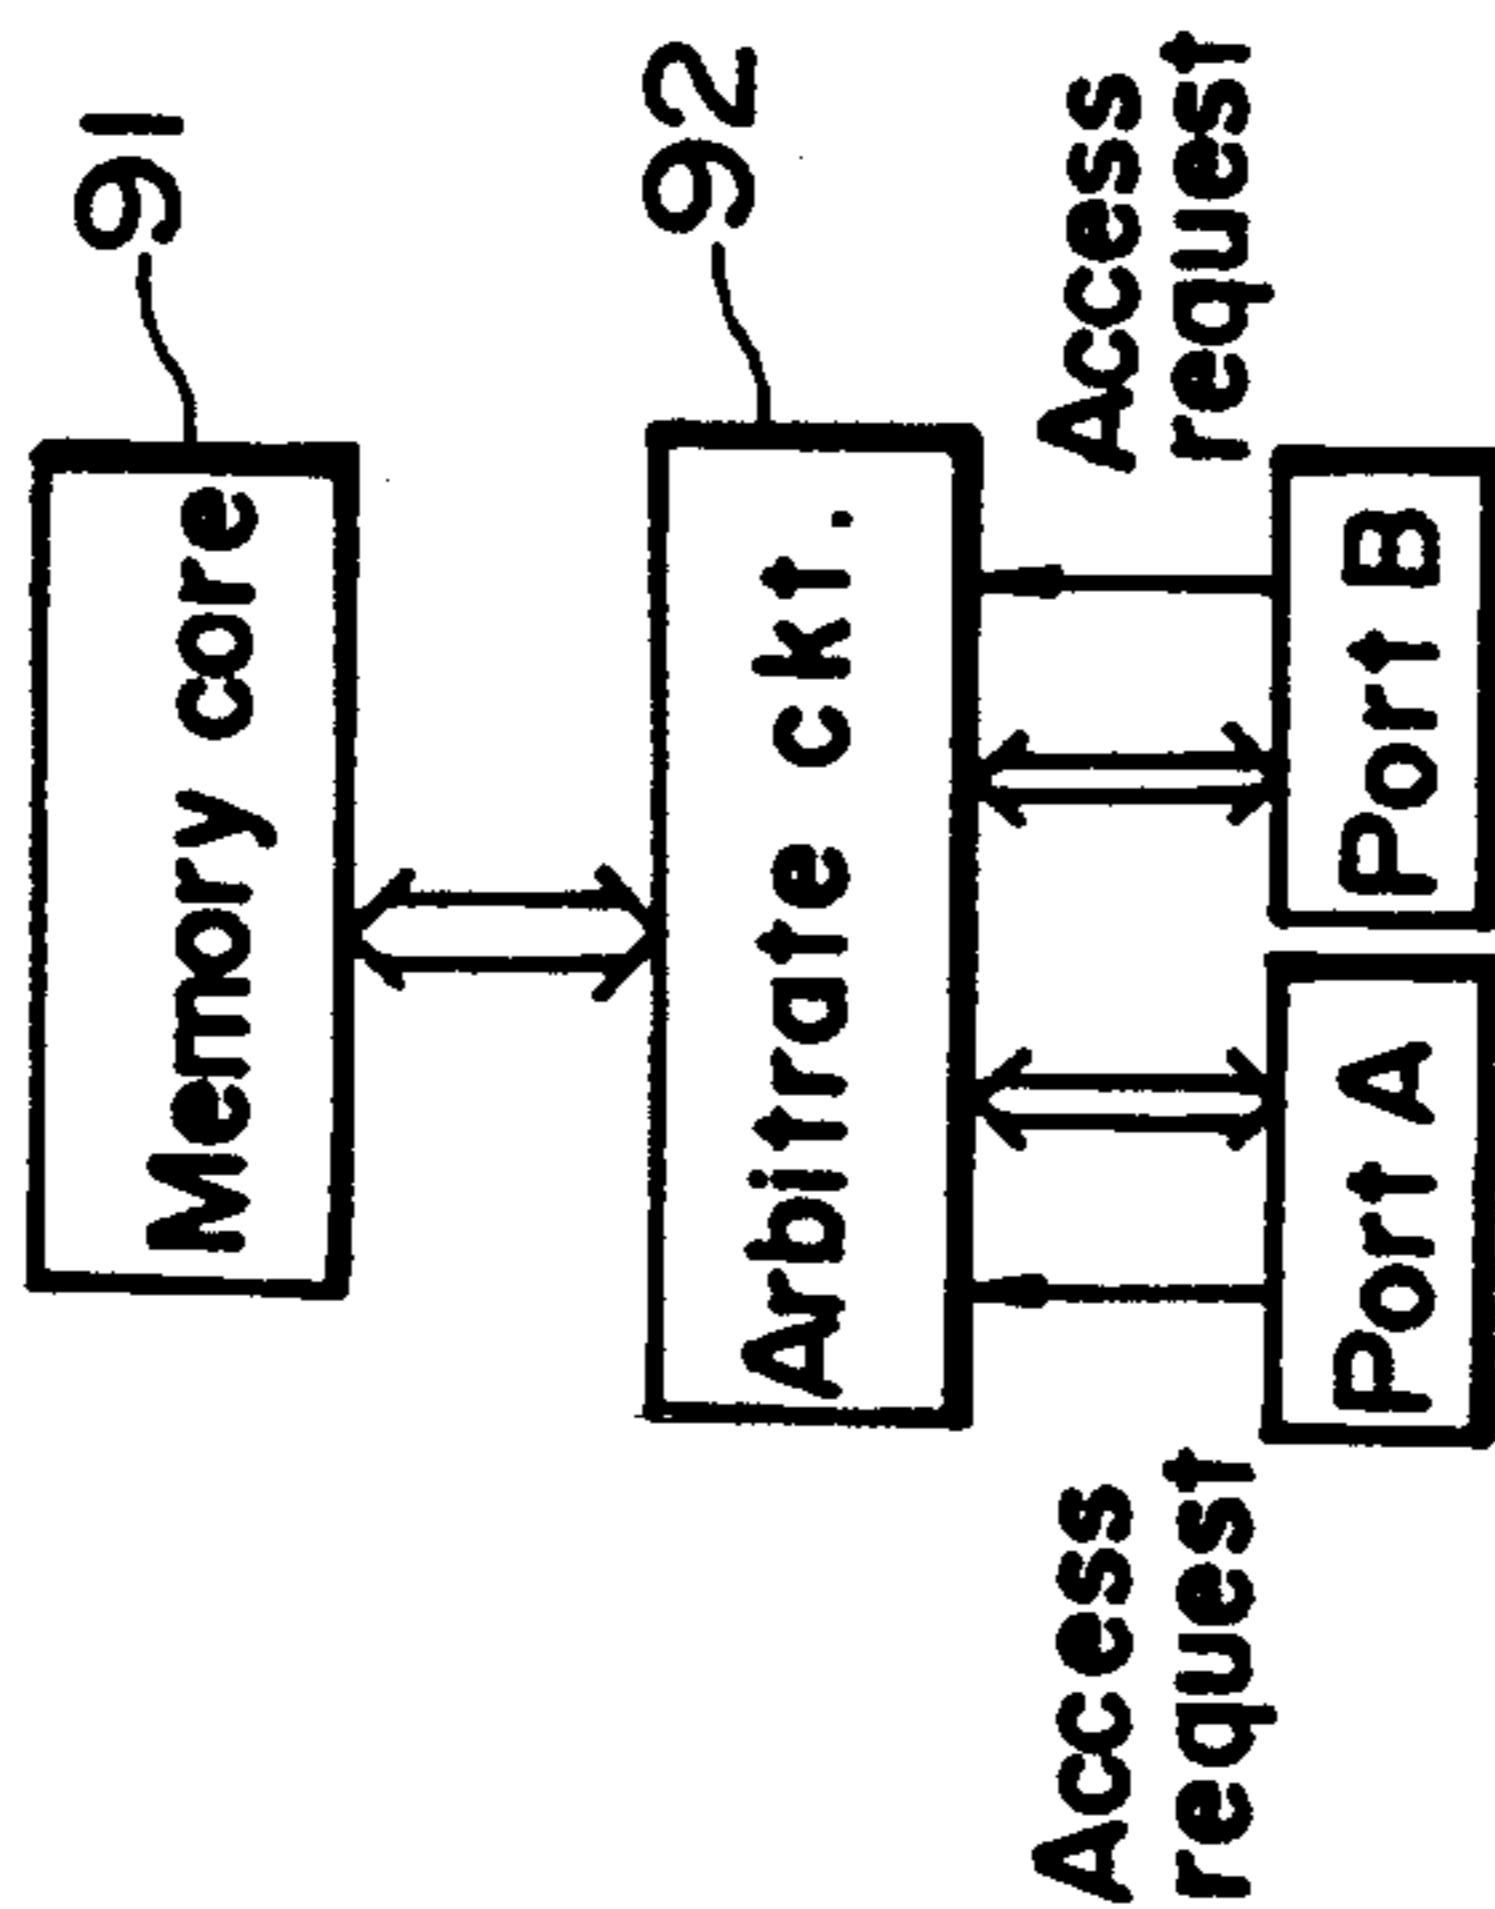 91
Memory core
92
Arbitrate ckt.
Access
request
Access
request
Port A
Port B